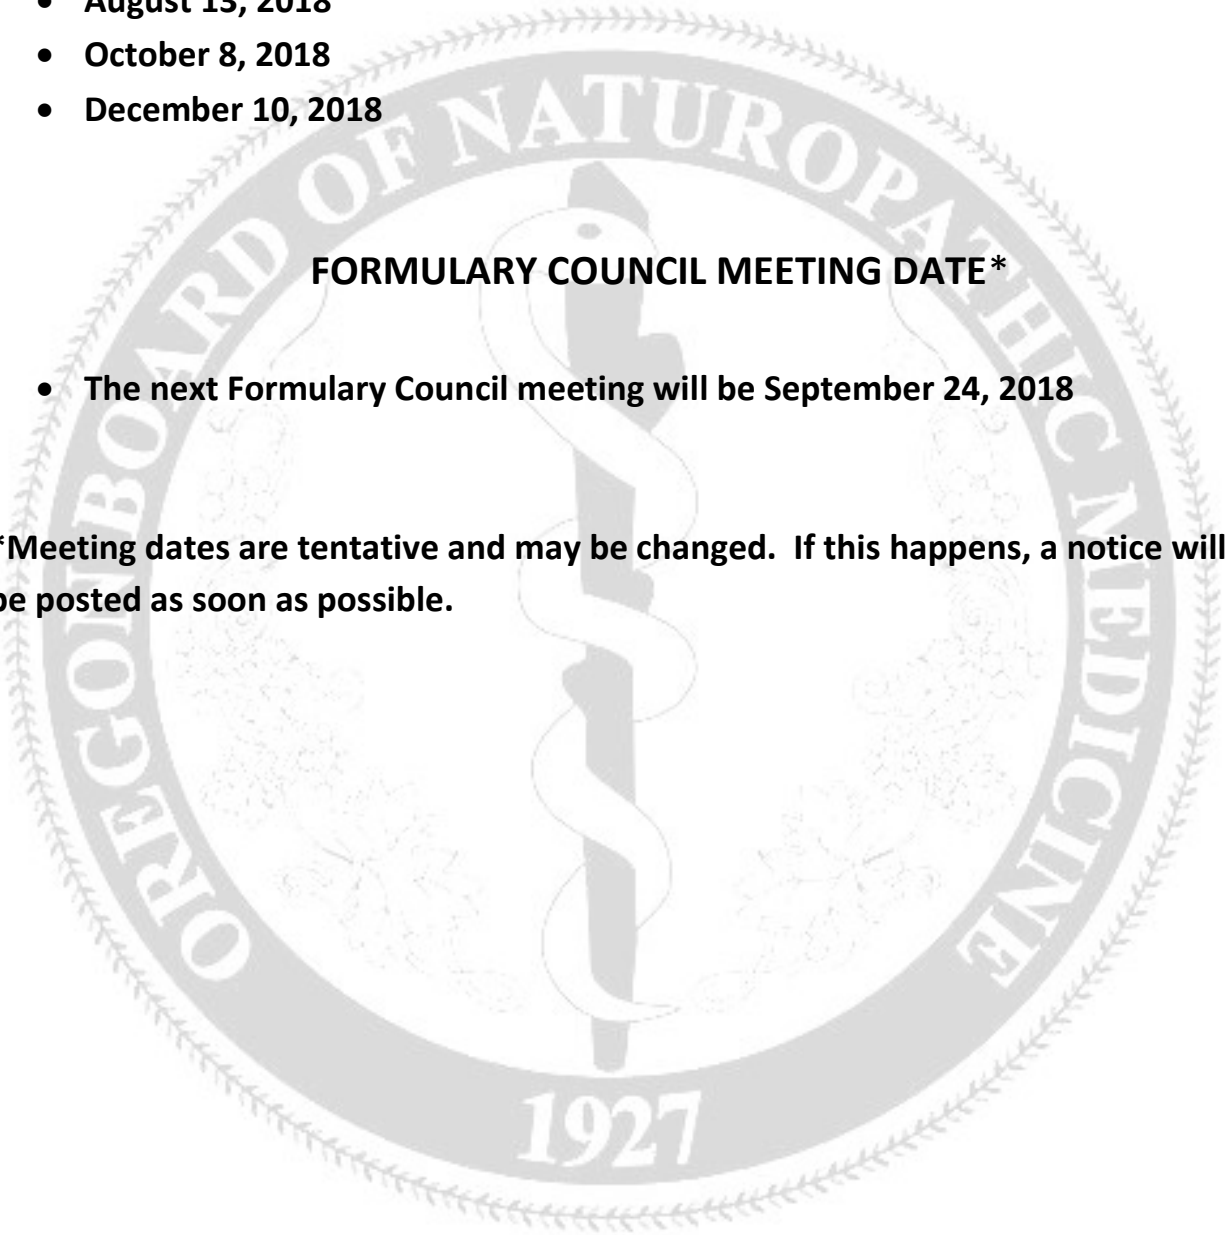 • August 13, 2018
• October 8, 2018
• December 10, 2018
FORMULARY COUNCIL MEETING DATE*
• The next Formulary Council meeting will be September 24, 2018
*Meeting dates are tentative and may be changed.  If this happens, a notice will
be posted as soon as possible.
OREGON BOARD OF NATUROPATHIC MEDICINE
1927